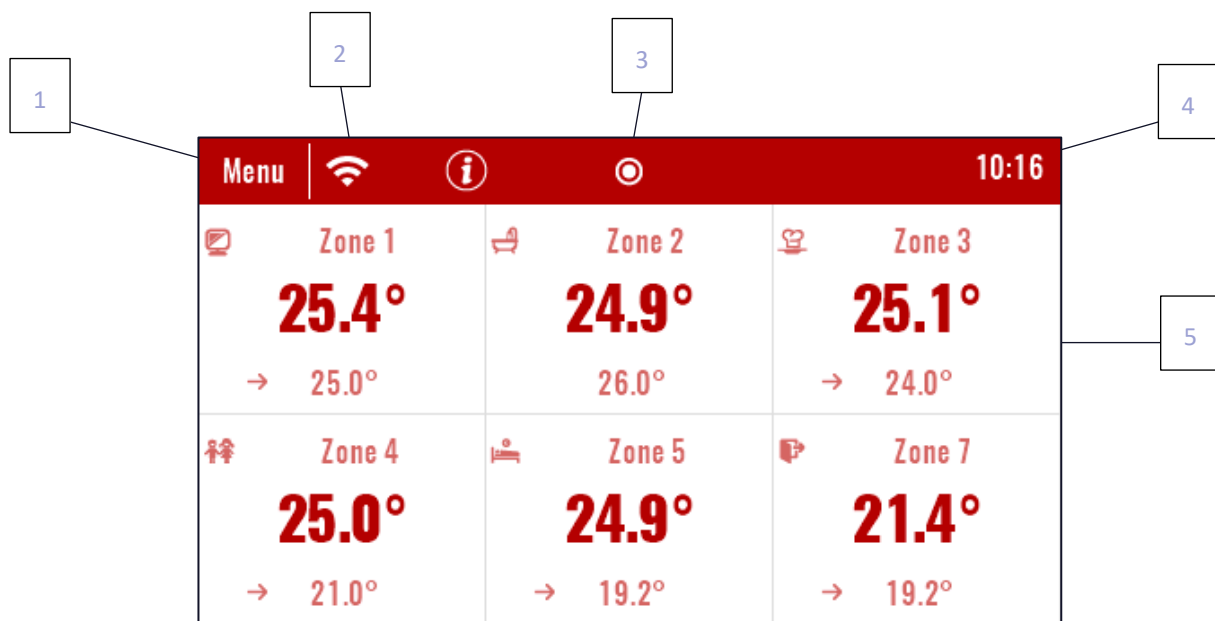 2
3
1
4
Menu 10:16
Zone 1 Zone 2 Zone 3
25.4° 24.9° 25.1°
5
→ 25.0° 26.0° → 24.0°
Zone 4 Zone 5 Zone 7
25.0° 24.9° 21.4°
→ 21.0° → 19.2° → 19.2°